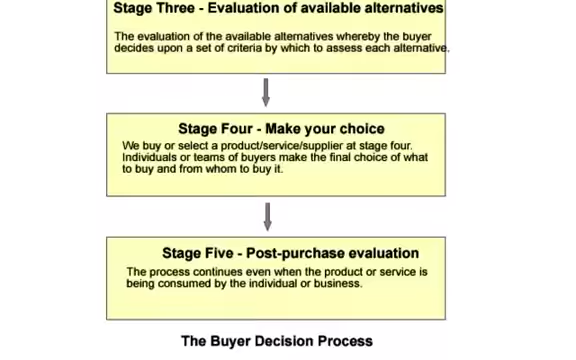 Stage Three - Evaluation of available alternatives
The evaluation of the available alternatives whereby the buyer
decides upon a set of criteria by which to assess each alternative.
Stage Four - Make your choice
We buy or select a product/service/supplier at stage four.
Individuals or teams of buyers make the final choice of what
to buy and from whom to buy it.
Stage Five - Post-purchase evaluation
The process continues even when the product or service is
being consumed by the individual or business.
The Buyer Decision Process